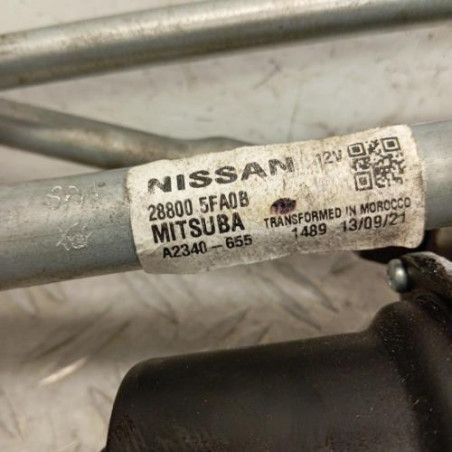 NISSAN 12V
28800 5FA0B
MITSUBA TRANSFORMED IN MOROCCO
A2340-655 1489 13/09/21